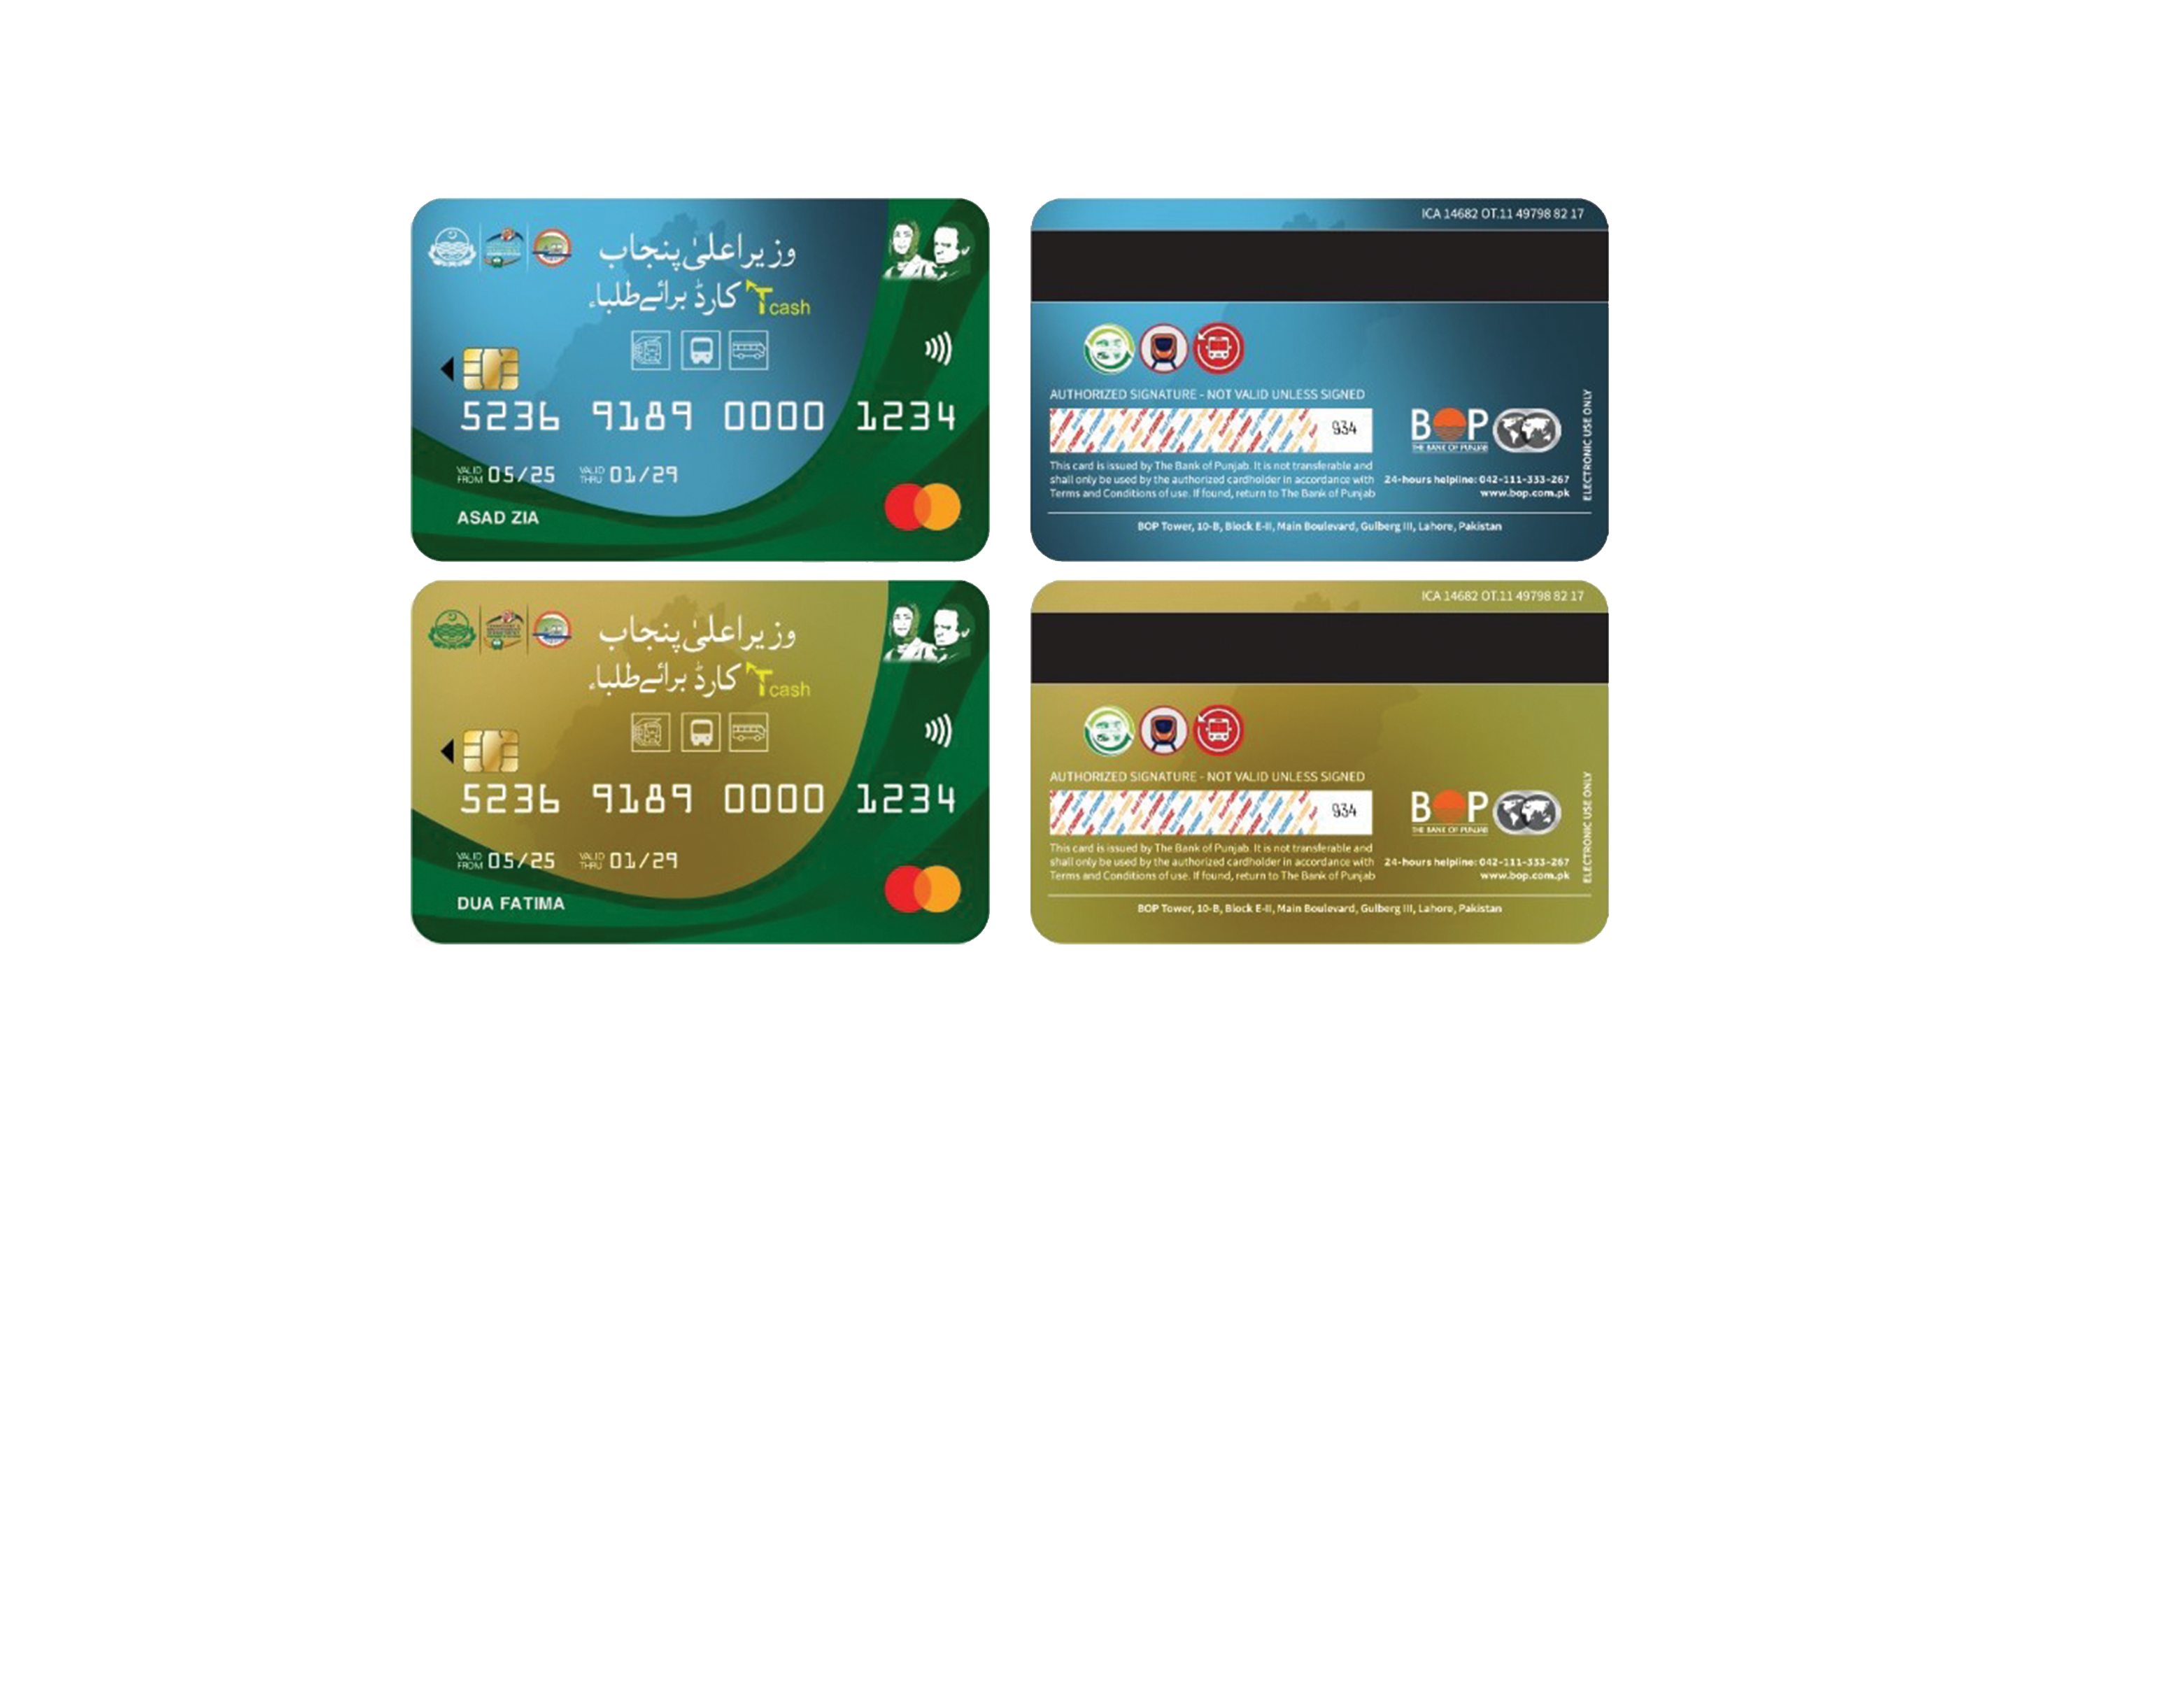 وزیراعلیٰ پنجاب
Tcash کارڈ برائے طلباء
5236 9189 0000 1234
VALID FROM 05/25 VALID THRU 01/29
ASAD ZIA
ICA 14682 OT.11 49798 82 17
AUTHORIZED SIGNATURE - NOT VALID UNLESS SIGNED
934
BOP
THE BANK OF PUNJAB
ELECTRONIC USE ONLY
This card is issued by The Bank of Punjab. It is not transferable and
shall only be used by the authorized cardholder in accordance with
Terms and Conditions of use. If found, return to The Bank of Punjab
24-hours helpline: 042-111-333-267
www.bop.com.pk
BOP Tower, 10-B, Block E-II, Main Boulevard, Gulberg III, Lahore, Pakistan
وزیراعلیٰ پنجاب
Tcash کارڈ برائے طلباء
5236 9189 0000 1234
VALID FROM 05/25 VALID THRU 01/29
DUA FATIMA
ICA 14682 OT.11 49798 82 17
AUTHORIZED SIGNATURE - NOT VALID UNLESS SIGNED
934
BOP
THE BANK OF PUNJAB
ELECTRONIC USE ONLY
This card is issued by The Bank of Punjab. It is not transferable and
shall only be used by the authorized cardholder in accordance with
Terms and Conditions of use. If found, return to The Bank of Punjab
24-hours helpline: 042-111-333-267
www.bop.com.pk
BOP Tower, 10-B, Block E-II, Main Boulevard, Gulberg III, Lahore, Pakistan